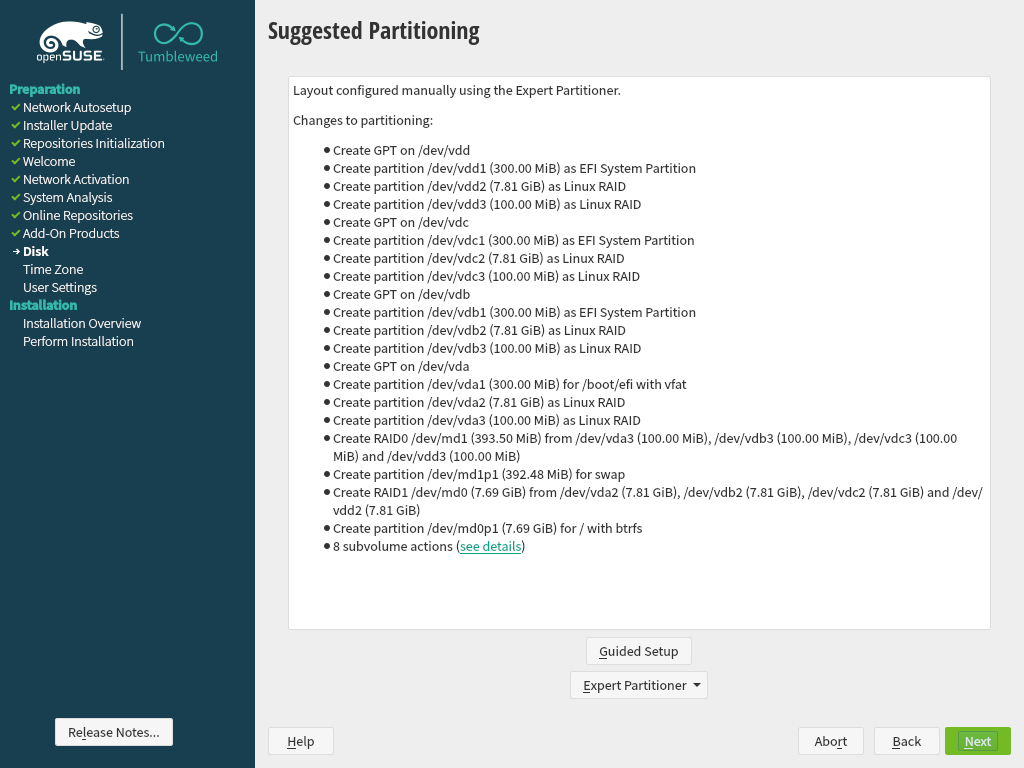 openSUSE
Tumbleweed
Preparation
Network Autosetup
Installer Update
Repositories Initialization
Welcome
Network Activation
System Analysis
Online Repositories
Add-On Products
Disk
Time Zone
User Settings
Installation
Installation Overview
Perform Installation
Release Notes...
Suggested Partitioning
Layout configured manually using the Expert Partitioner.
Changes to partitioning:
Create GPT on /dev/vdd
Create partition /dev/vdd1 (300.00 MiB) as EFI System Partition
Create partition /dev/vdd2 (7.81 GiB) as Linux RAID
Create partition /dev/vdd3 (100.00 MiB) as Linux RAID
Create GPT on /dev/vdc
Create partition /dev/vdc1 (300.00 MiB) as EFI System Partition
Create partition /dev/vdc2 (7.81 GiB) as Linux RAID
Create partition /dev/vdc3 (100.00 MiB) as Linux RAID
Create GPT on /dev/vdb
Create partition /dev/vdb1 (300.00 MiB) as EFI System Partition
Create partition /dev/vdb2 (7.81 GiB) as Linux RAID
Create partition /dev/vdb3 (100.00 MiB) as Linux RAID
Create GPT on /dev/vda
Create partition /dev/vda1 (300.00 MiB) for /boot/efi with vfat
Create partition /dev/vda2 (7.81 GiB) as Linux RAID
Create partition /dev/vda3 (100.00 MiB) as Linux RAID
Create RAID0 /dev/md1 (393.50 MiB) from /dev/vda3 (100.00 MiB), /dev/vdb3 (100.00 MiB), /dev/vdc3 (100.00
MiB) and /dev/vdd3 (100.00 MiB)
Create partition /dev/md1p1 (392.48 MiB) for swap
Create RAID1 /dev/md0 (7.69 GiB) from /dev/vda2 (7.81 GiB), /dev/vdb2 (7.81 GiB), /dev/vdc2 (7.81 GiB) and /dev/
vdd2 (7.81 GiB)
Create partition /dev/md0p1 (7.69 GiB) for / with btrfs
8 subvolume actions (see details)
Guided Setup
Expert Partitioner
Help
Abort
Back
Next